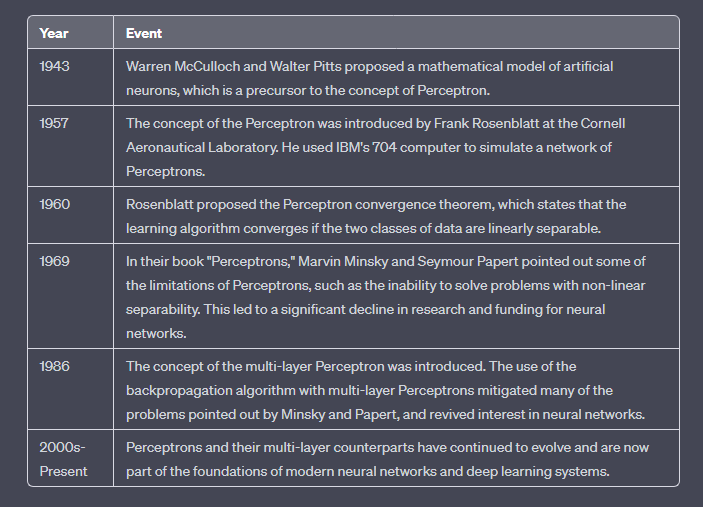 Year Event
1943 Warren McCulloch and Walter Pitts proposed a mathematical model of artificial
neurons, which is a precursor to the concept of Perceptron.
1957 The concept of the Perceptron was introduced by Frank Rosenblatt at the Cornell
Aeronautical Laboratory. He used IBM's 704 computer to simulate a network of
Perceptrons.
1960 Rosenblatt proposed the Perceptron convergence theorem, which states that the
learning algorithm converges if the two classes of data are linearly separable.
1969 In their book "Perceptrons," Marvin Minsky and Seymour Papert pointed out some of
the limitations of Perceptrons, such as the inability to solve problems with non-linear
separability. This led to a significant decline in research and funding for neural
networks.
1986 The concept of the multi-layer Perceptron was introduced. The use of the
backpropagation algorithm with multi-layer Perceptrons mitigated many of the
problems pointed out by Minsky and Papert, and revived interest in neural networks.
2000s- Perceptrons and their multi-layer counterparts have continued to evolve and are now
Present part of the foundations of modern neural networks and deep learning systems.